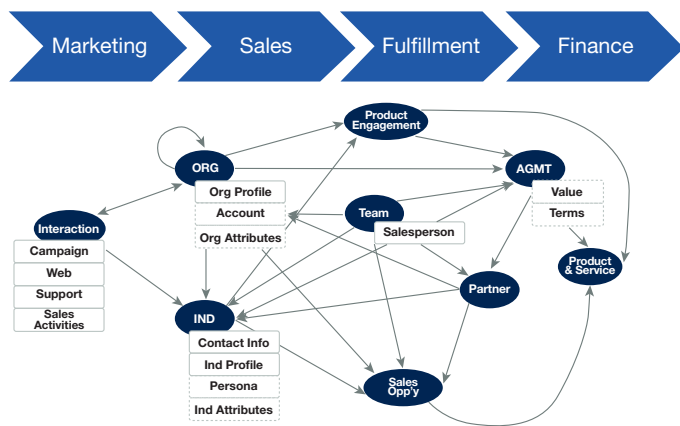 Marketing
Sales
Fulfillment
Finance
Product
Engagement
ORG
AGMT
Org Profile
Account
Org Attributes
Team
Salesperson
Value
Terms
Interaction
Campaign
Web
Support
Sales
Activities
Product
& Service
Partner
IND
Contact Info
Ind Profile
Persona
Ind Attributes
Sales
Opp'y